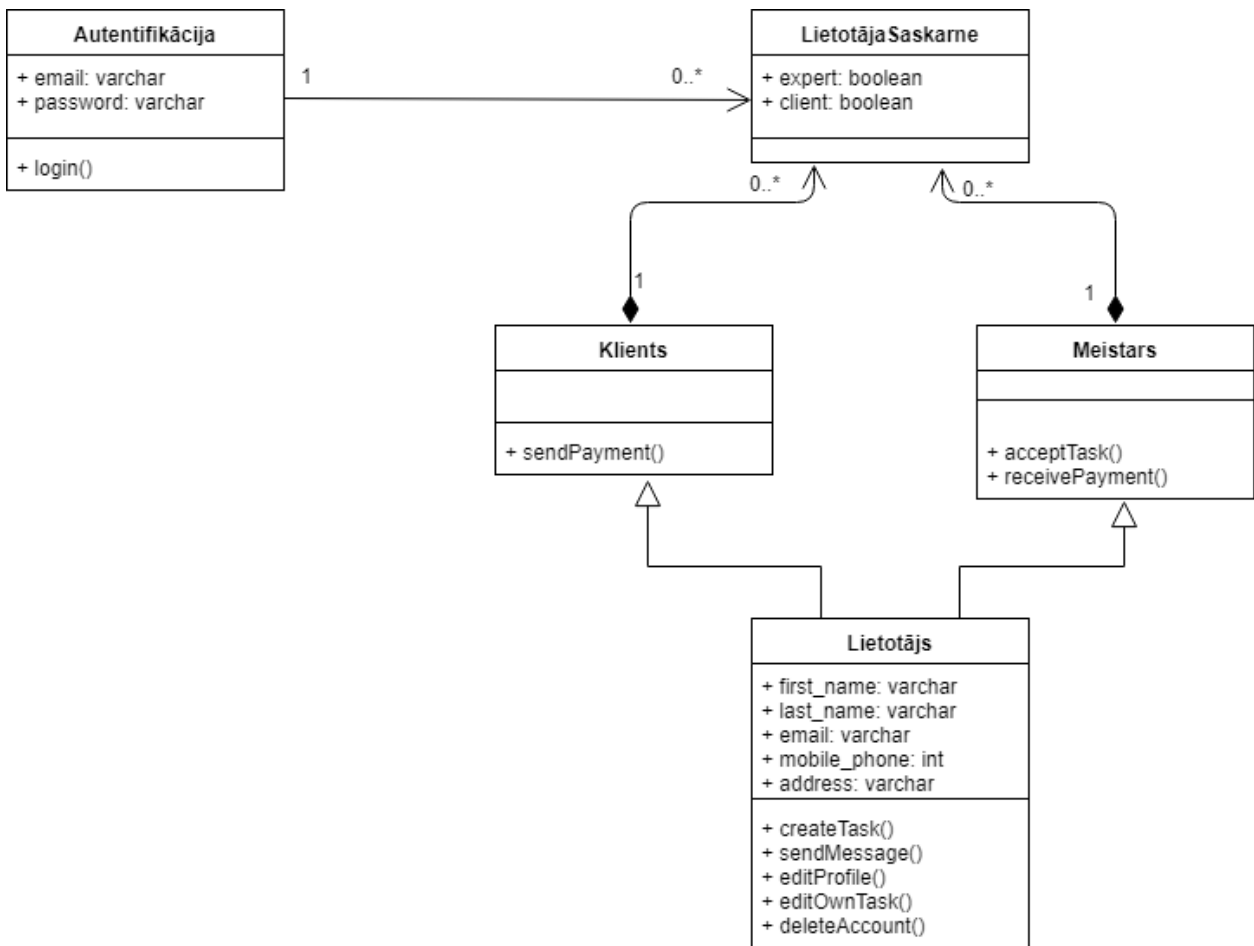 Autentifikācija
+ email: varchar
+ password: varchar
+ login()
1
0..*
LietotājaSaskarne
+ expert: boolean
+ client: boolean
0..*
0..*
1
1
Klients
+ sendPayment()
Meistars
+ acceptTask()
+ receivePayment()
Lietotājs
+ first_name: varchar
+ last_name: varchar
+ email: varchar
+ mobile_phone: int
+ address: varchar
+ createTask()
+ sendMessage()
+ editProfile()
+ editOwnTask()
+ deleteAccount()